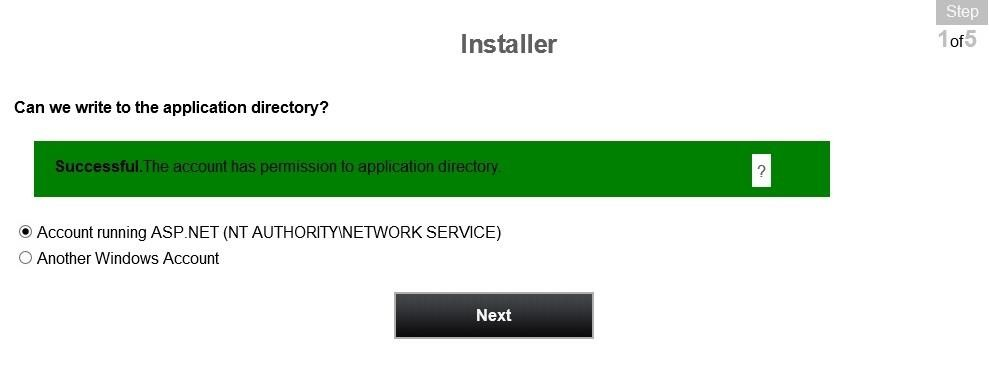 Step
1of5
Installer
Can we write to the application directory?
Successful.The account has permission to application directory.
?
Account running ASP.NET (NT AUTHORITY\NETWORK SERVICE)
Another Windows Account
Next